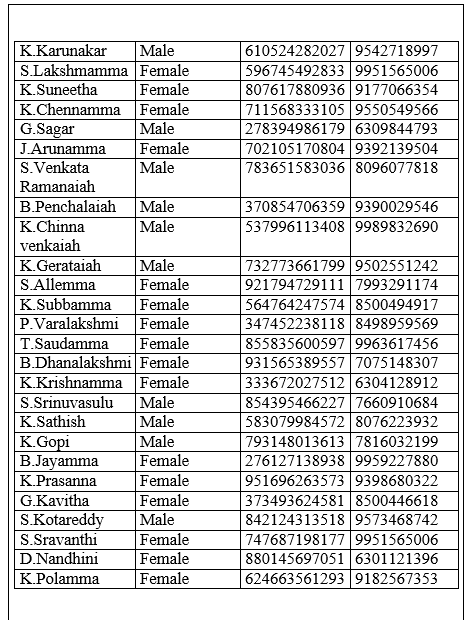 K.Karunakar Male 610524282027 9542718997
S.Lakshmamma Female 596745492833 9951565006
K.Suneetha Female 807617880936 9177066354
K.Chennamma Female 711568333105 9550549566
G.Sagar Male 278394986179 6309844793
J.Arunamma Female 702105170804 9392139504
S.Venkata Male 783651583036 8096077818
Ramanaiah
B.Penchalaiah Male 370854706359 9390029546
K.Chinna Male 537996113408 9989832690
venkaiah
K.Gerataiah Male 732773661799 9502551242
S.Allemma Female 921794729111 7993291174
K.Subbamma Female 564764247574 8500494917
P.Varalakshmi Female 347452238118 8498959569
T.Saudamma Female 855835600597 9963617456
B.Dhanalakshmi Female 931565389557 7075148307
K.Krishnamma Female 333672027512 6304128912
S.Srinuvasulu Male 854395466227 7660910684
K.Sathish Male 583079984572 8076223932
K.Gopi Male 793148013613 7816032199
B.Jayamma Female 276127138938 9959227880
K.Prasanna Female 951696263573 9398680322
G.Kavitha Female 373493624581 8500446618
S.Kotareddy Male 842124313518 9573468742
S.Sravanthi Female 747687198177 9951565006
D.Nandhini Female 880145697051 6301121396
K.Polamma Female 624663561293 9182567353